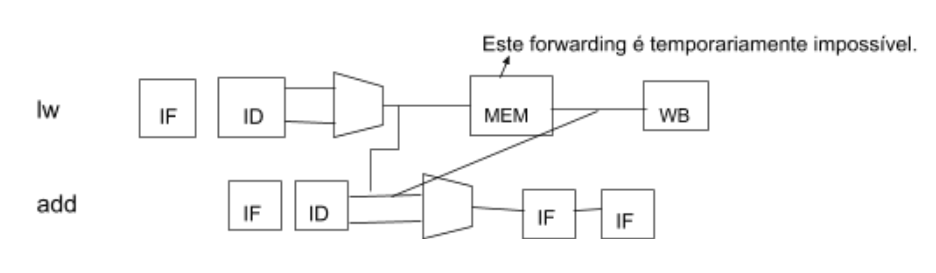 Este forwarding é temporariamente impossível.
lw IF ID MEM WB
add IF ID IF IF